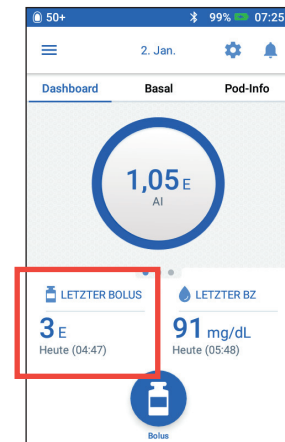 50+ 99% 07:25
2. Jan.
Dashboard Basal Pod-Info
1,05 E
AI
LETZTER BOLUS LETZTER BZ
3 E 91 mg/dL
Heute (04:47) Heute (05:48)
Bolus